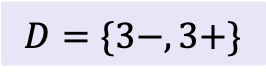 D = {3−, 3+}